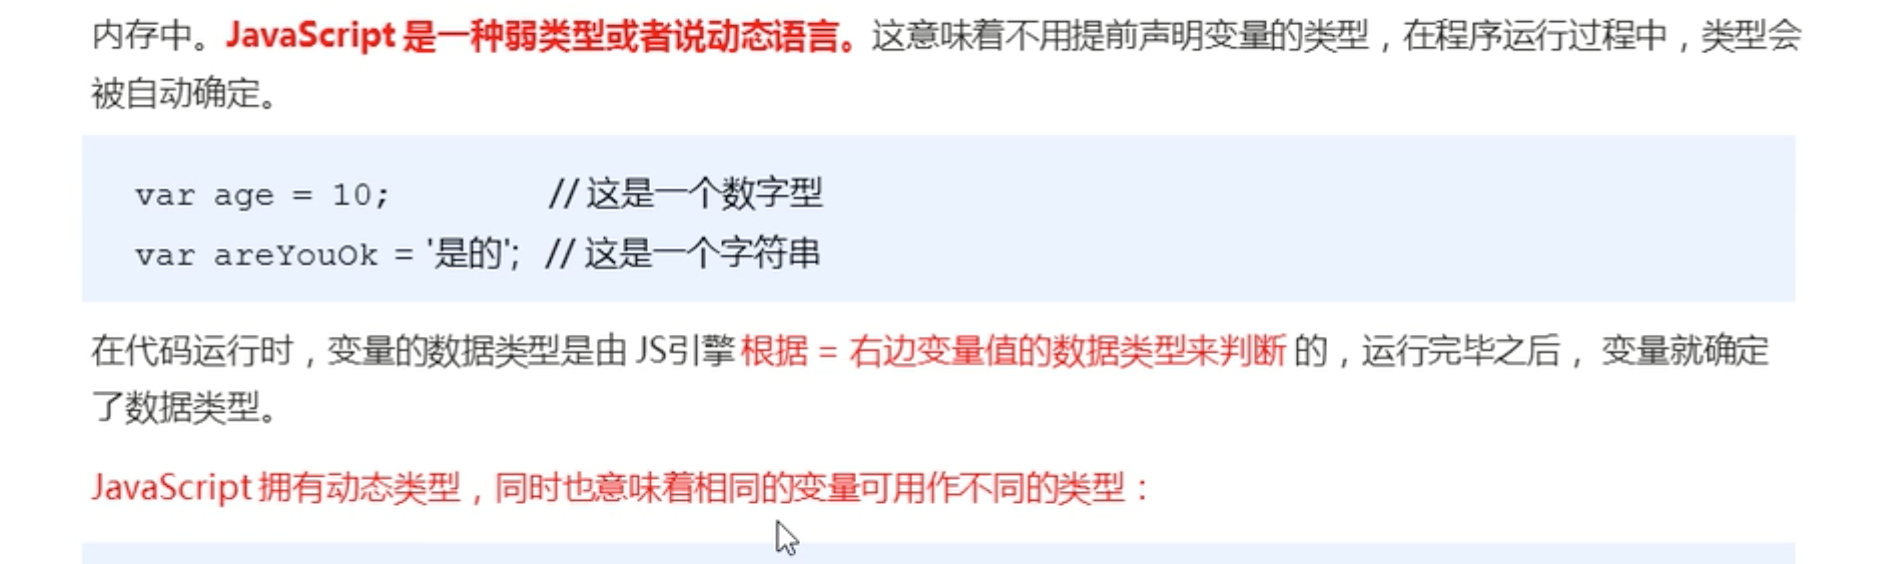 内存中。JavaScript 是一种弱类型或者说动态语言。这意味着不用提前声明变量的类型，在程序运行过程中，类型会
被自动确定。
var age = 10; // 这是一个数字型
var areYouOk = '是的'; // 这是一个字符串
在代码运行时，变量的数据类型是由 JS引擎 根据 = 右边变量值的数据类型来判断 的，运行完毕之后， 变量就确定
了数据类型。
JavaScript 拥有动态类型，同时也意味着相同的变量可用作不同的类型：